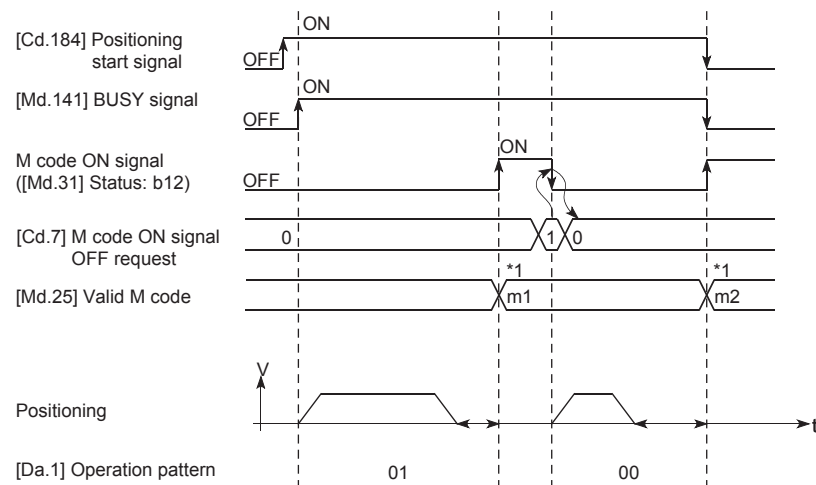 ON
[Cd.184] Positioning
start signal
OFF
ON
[Md.141] BUSY signal
OFF
ON
M code ON signal
([Md.31] Status: b12)
OFF
[Cd.7] M code ON signal
OFF request
0
1
0
*1
*1
[Md.25] Valid M code
m1
m2
V
Positioning
t
[Da.1] Operation pattern
01
00